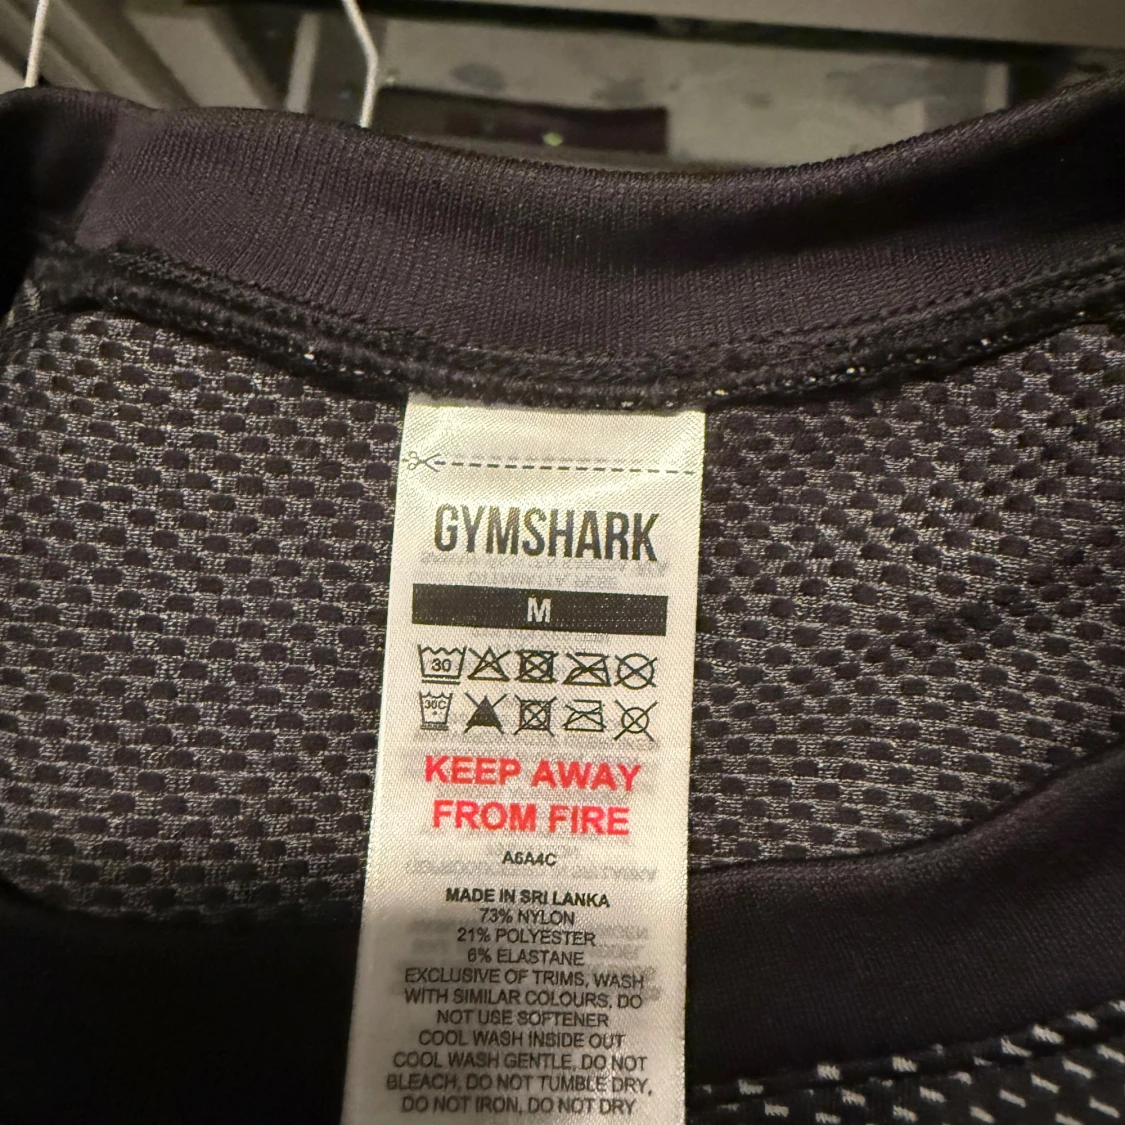 GYMSHARK
M
30
30C
KEEP AWAY
FROM FIRE
A6A4C
MADE IN SRI LANKA
73% NYLON
21% POLYESTER
6% ELASTANE
EXCLUSIVE OF TRIMS, WASH
WITH SIMILAR COLOURS, DO
NOT USE SOFTENER
COOL WASH INSIDE OUT
COOL WASH GENTLE, DO NOT
BLEACH, DO NOT TUMBLE DRY,
DO NOT IRON, DO NOT DRY